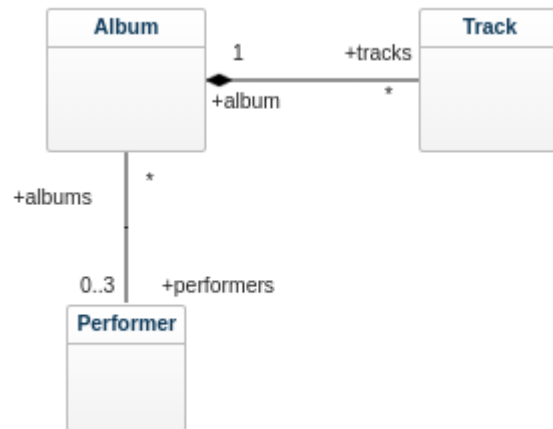 Album
Track
1
+tracks
+album
*
*
+albums
0..3
+performers
Performer